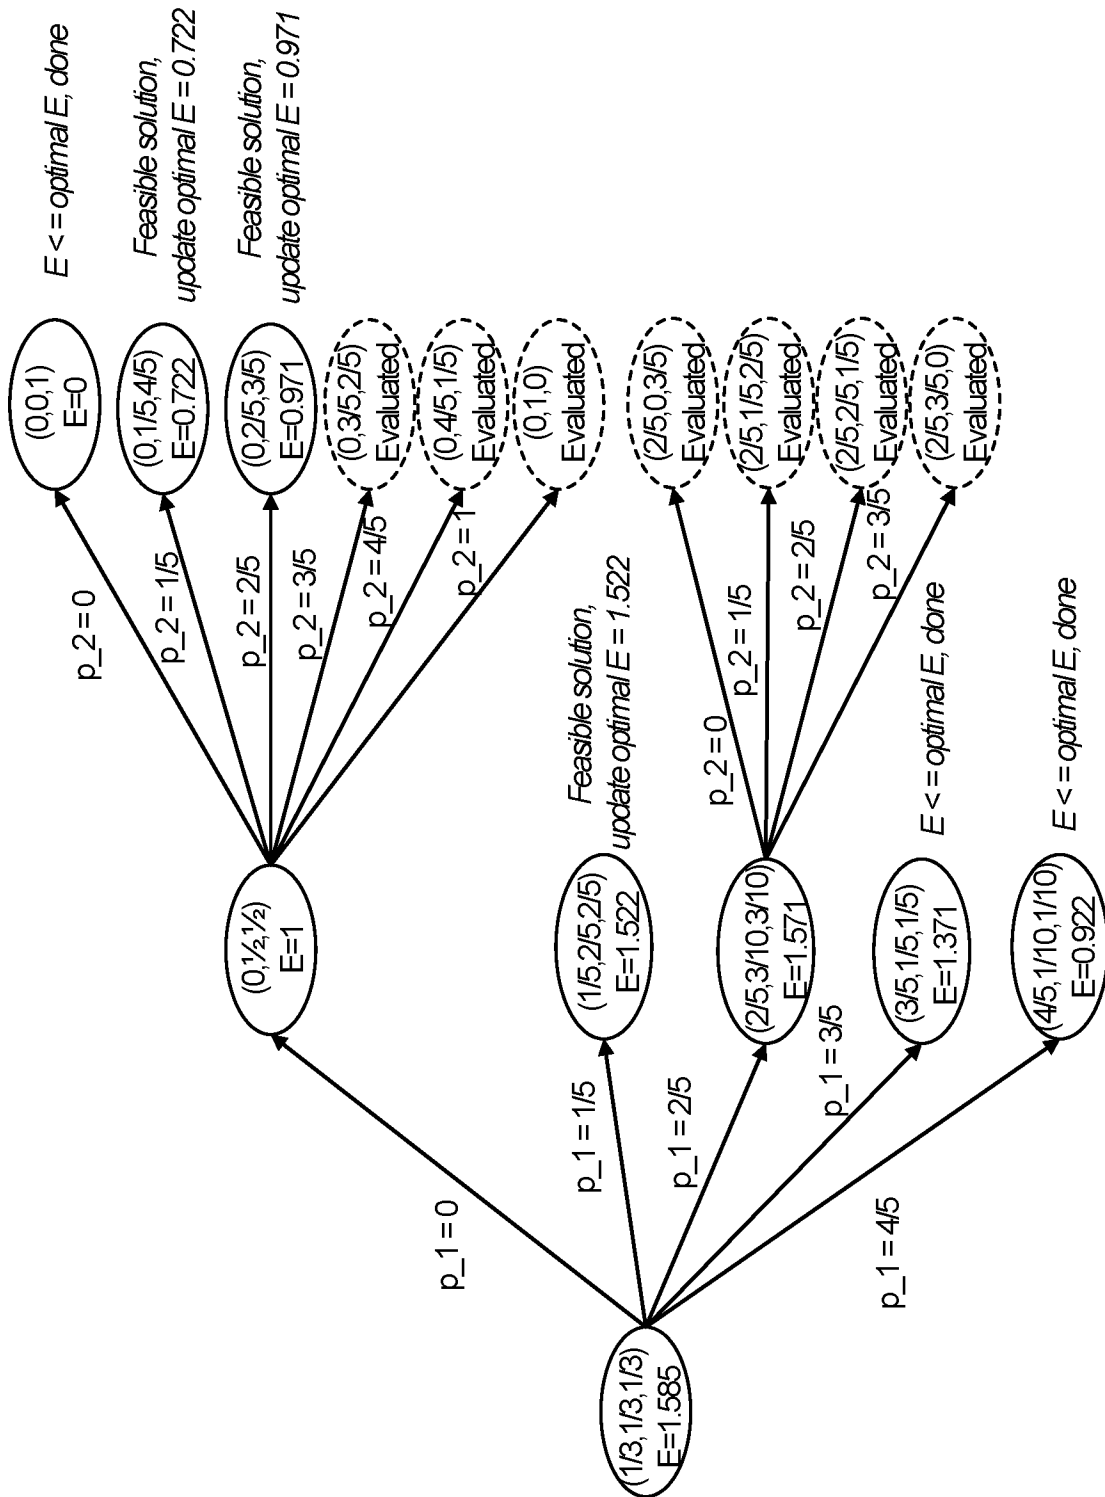 (1/3,1/3,1/3)
E=1.585
p_1 = 0
p_1 = 1/5
p_1 = 2/5
p_1 = 3/5
p_1 = 4/5
(0,½,½)
E=1
(1/5,2/5,2/5)
E=1.522
Feasible solution,
update optimal E = 1.522
(2/5,3/10,3/10)
E=1.571
(3/5,1/5,1/5)
E=1.371
E <= optimal E, done
(4/5,1/10,1/10)
E=0.922
E <= optimal E, done
p_2 = 0
p_2 = 1/5
p_2 = 2/5
p_2 = 3/5
p_2 = 4/5
p_2 = 1
p_2 = 0
p_2 = 1/5
p_2 = 2/5
p_2 = 3/5
(0,0,1)
E=0
E <= optimal E, done
(0,1/5,4/5)
E=0.722
Feasible solution,
update optimal E = 0.722
(0,2/5,3/5)
E=0.971
Feasible solution,
update optimal E = 0.971
(0,3/5,2/5)
Evaluated
(0,4/5,1/5)
Evaluated
(0,1,0)
Evaluated
(2/5,0,3/5)
Evaluated
(2/5,1/5,2/5)
Evaluated
(2/5,2/5,1/5)
Evaluated
(2/5,3/5,0)
Evaluated